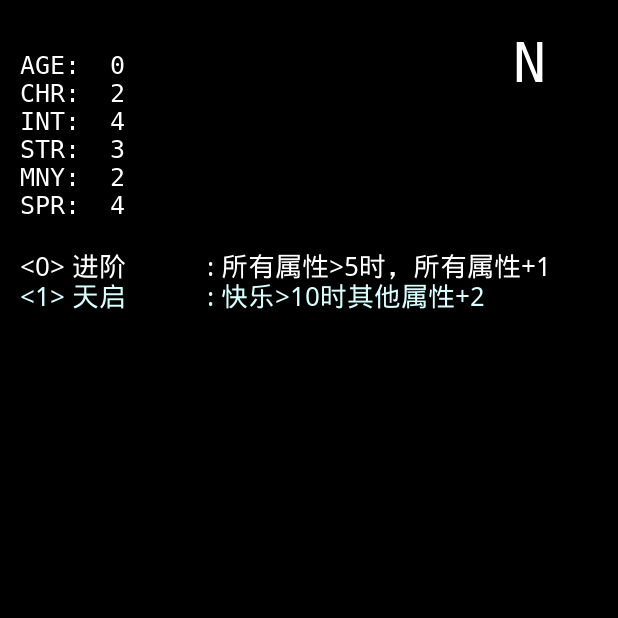 N
AGE: 0
CHR: 2
INT: 4
STR: 3
MNY: 2
SPR: 4
<0> 进阶 : 所有属性>5时，所有属性+1
<1> 天启 : 快乐>10时其他属性+2